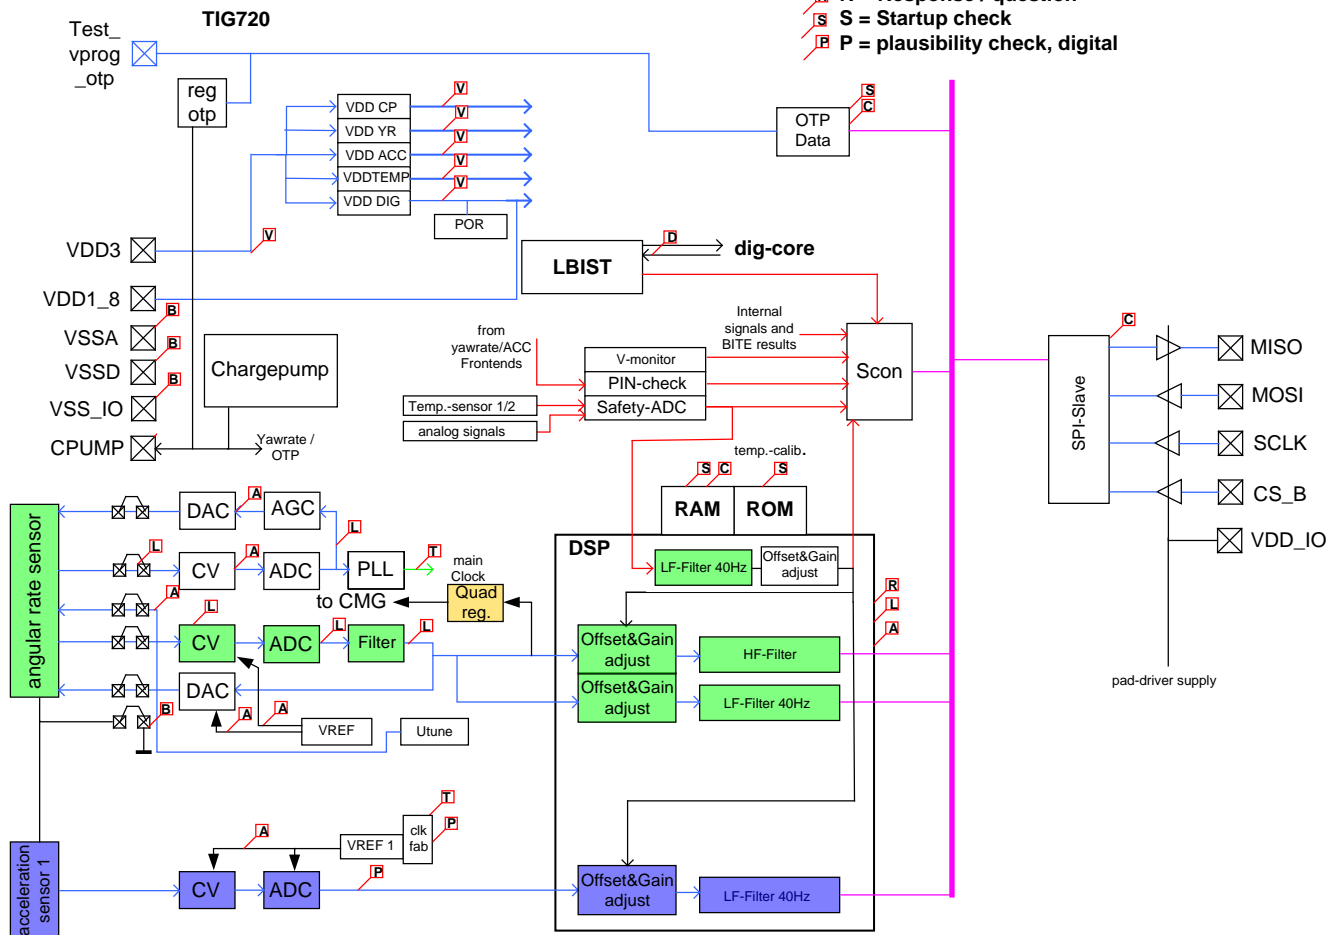 TIG720
R = Response / question
S
S = Startup check
P
P = plausibility check, digital
Test_
vprog
_otp
reg
otp
VDD CP
V
VDD YR
V
VDD ACC
V
VDDTEMP
V
VDD DIG
V
POR
OTP
Data
S
C
VDD3
V
VDD1_8
VSSA
B
VSSD
B
VSS_IO
B
CPUMP
Chargepump
Yawrate /
OTP
LBIST
D
dig-core
from
yawrate/ACC
Frontends
Internal
signals and
BITE results
V-monitor
PIN-check
Safety-ADC
Temp.-sensor 1/2
analog signals
Scon
temp.-calib.
SPI-Slave
C
MISO
MOSI
SCLK
CS_B
VDD_IO
pad-driver supply
S
C
S
RAM
ROM
DSP
LF-Filter 40Hz
Offset&Gain
adjust
R
L
A
angular rate sensor
DAC
A
AGC
L
L
CV
A
ADC
PLL
T
main
Clock
to CMG
Quad
reg.
A
L
CV
L
ADC
Filter
L
Offset&Gain
adjust
HF-Filter
Offset&Gain
adjust
LF-Filter 40Hz
DAC
B
A
A
VREF
Utune
acceleration
sensor 1
A
VREF 1
clk
fab
T
P
CV
ADC
P
Offset&Gain
adjust
LF-Filter 40Hz